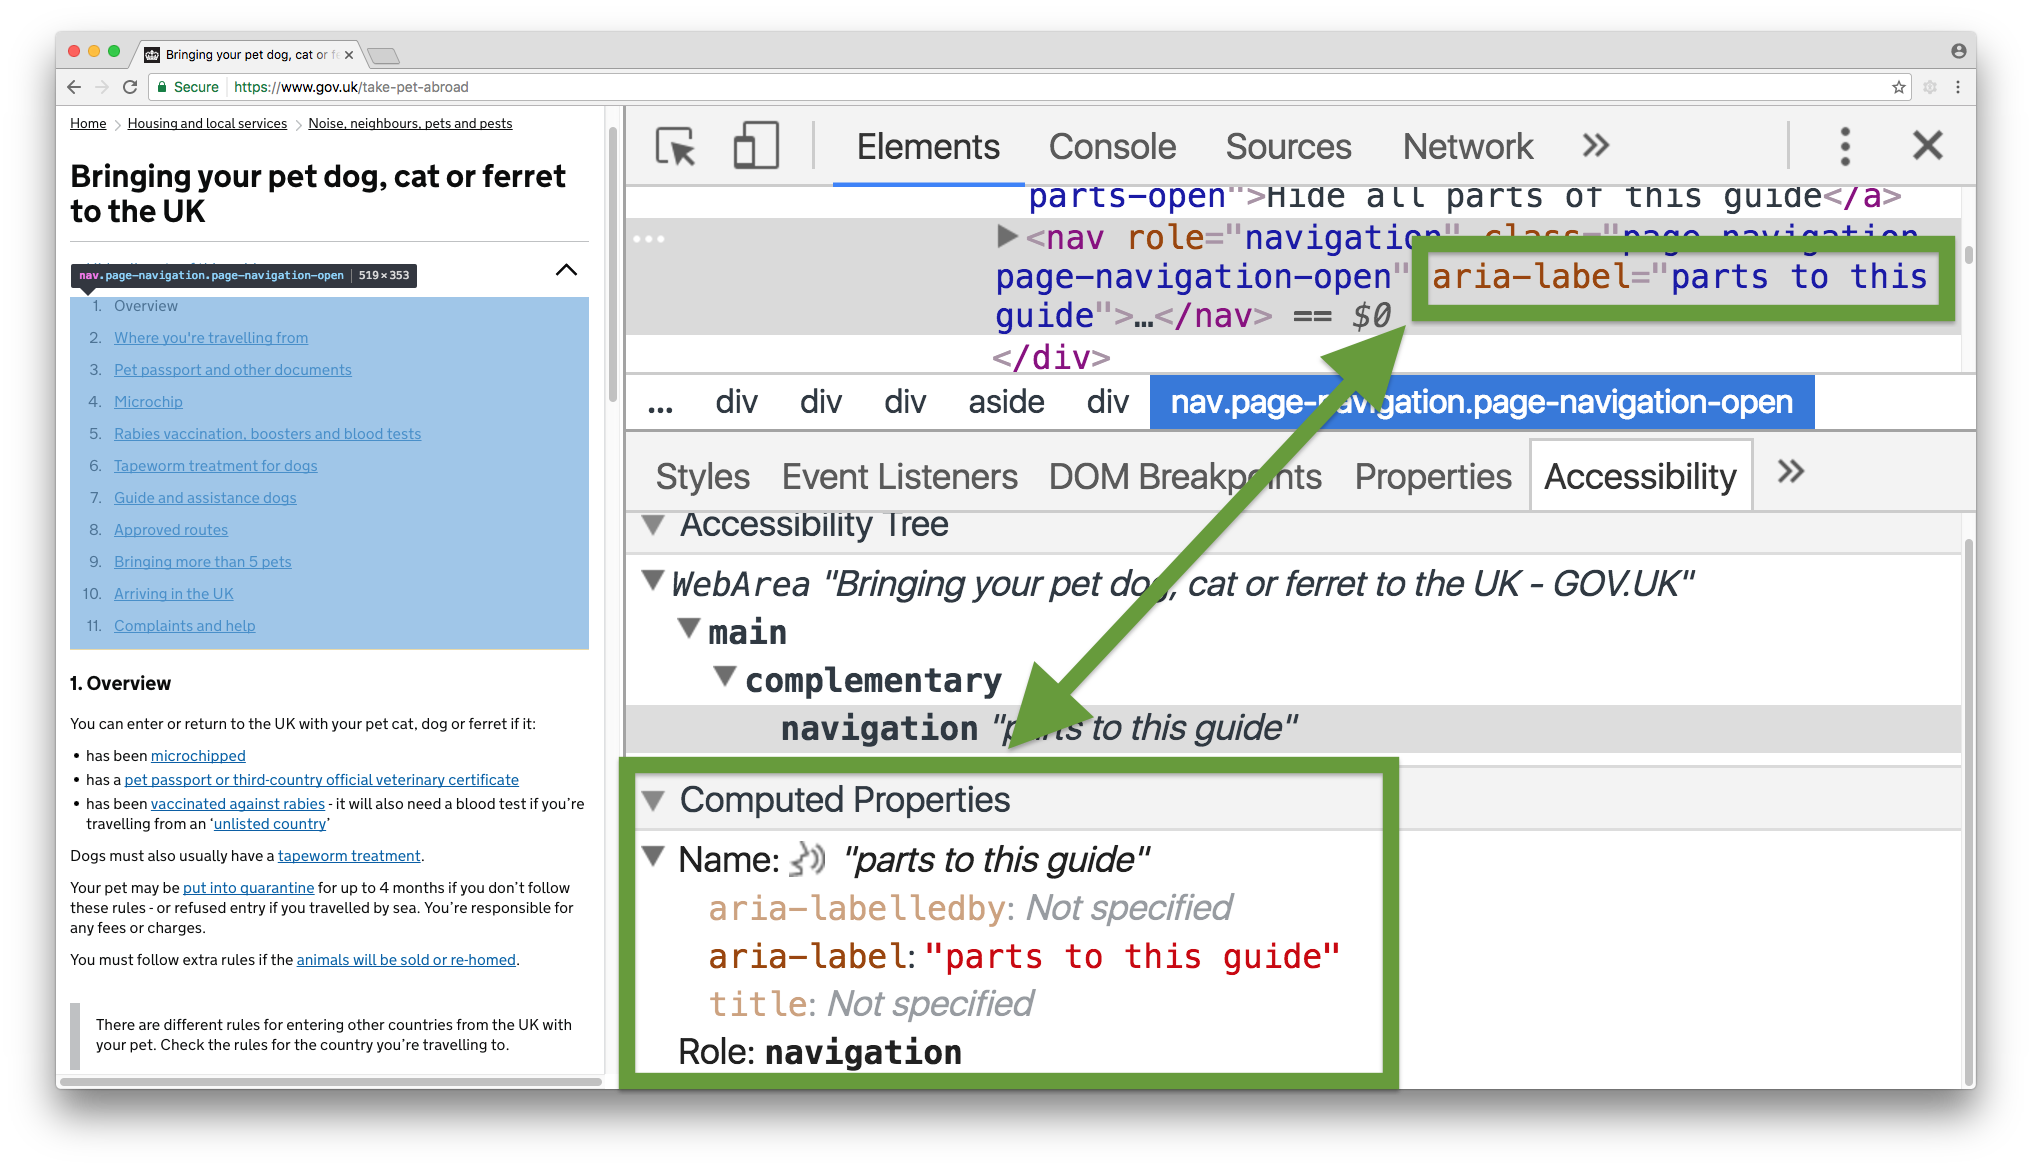 Bringing your pet dog, cat or fe
Secure https://www.gov.uk/take-pet-abroad
Home Housing and local services Noise, neighbours, pets and pests
Bringing your pet dog, cat or ferret
to the UK
nav.page-navigation.page-navigation-open 519×353
1. Overview
2. Where you're travelling from
3. Pet passport and other documents
4. Microchip
5. Rabies vaccination, boosters and blood tests
6. Tapeworm treatment for dogs
7. Guide and assistance dogs
8. Approved routes
9. Bringing more than 5 pets
10. Arriving in the UK
11. Complaints and help
1. Overview
You can enter or return to the UK with your pet cat, dog or ferret if it:
• has been microchipped
• has a pet passport or third-country official veterinary certificate
• has been vaccinated against rabies - it will also need a blood test if you’re
travelling from an ‘unlisted country’
Dogs must also usually have a tapeworm treatment.
Your pet may be put into quarantine for up to 4 months if you don’t follow
these rules - or refused entry if you travelled by sea. You’re responsible for
any fees or charges.
You must follow extra rules if the animals will be sold or re-homed.
There are different rules for entering other countries from the UK with
your pet. Check the rules for the country you’re travelling to.
Elements Console Sources Network
parts-open">Hide all parts of this guide</a>
<nav role="navigation" class="page-navigation
page-navigation-open" aria-label="parts to this
guide">…</nav> == $0
</div>
... div div div aside div nav.page-navigation.page-navigation-open
Styles Event Listeners DOM Breakpoints Properties Accessibility
Accessibility Tree
WebArea "Bringing your pet dog, cat or ferret to the UK - GOV.UK"
main
complementary
navigation "parts to this guide"
Computed Properties
Name: "parts to this guide"
aria-labelledby: Not specified
aria-label: "parts to this guide"
title: Not specified
Role: navigation